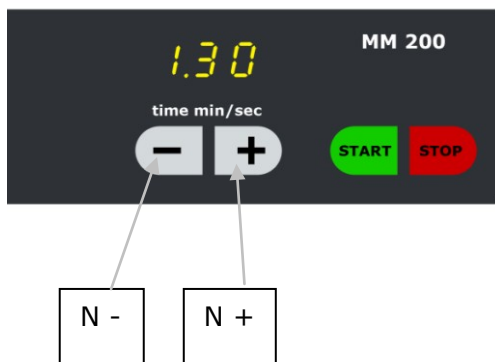 MM 200
1.30
time min/sec
- +
START STOP
N - N +